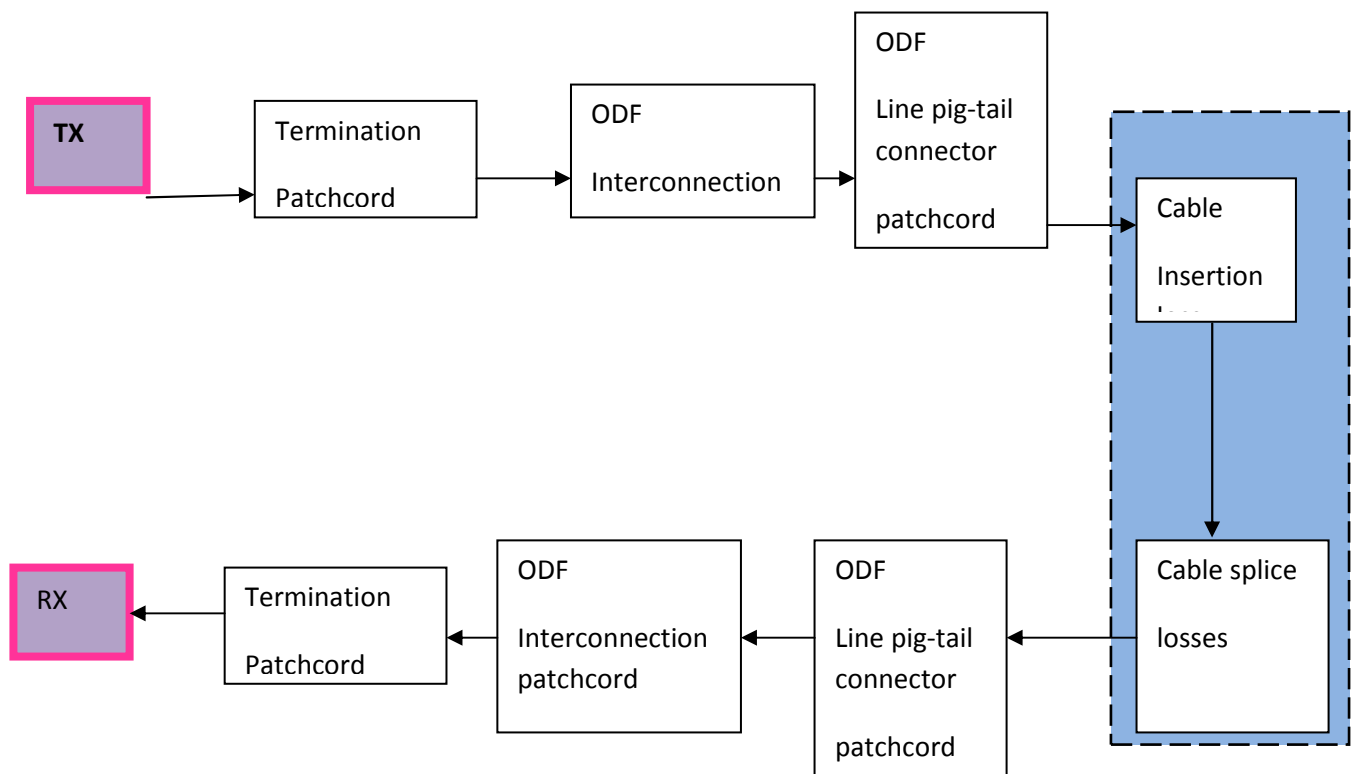 TX
Termination
Patchcord
ODF
Interconnection
ODF
Line pig-tail
connector
patchcord
Cable
Insertion
RX
Termination
Patchcord
ODF
Interconnection
patchcord
ODF
Line pig-tail
connector
patchcord
Cable splice
losses